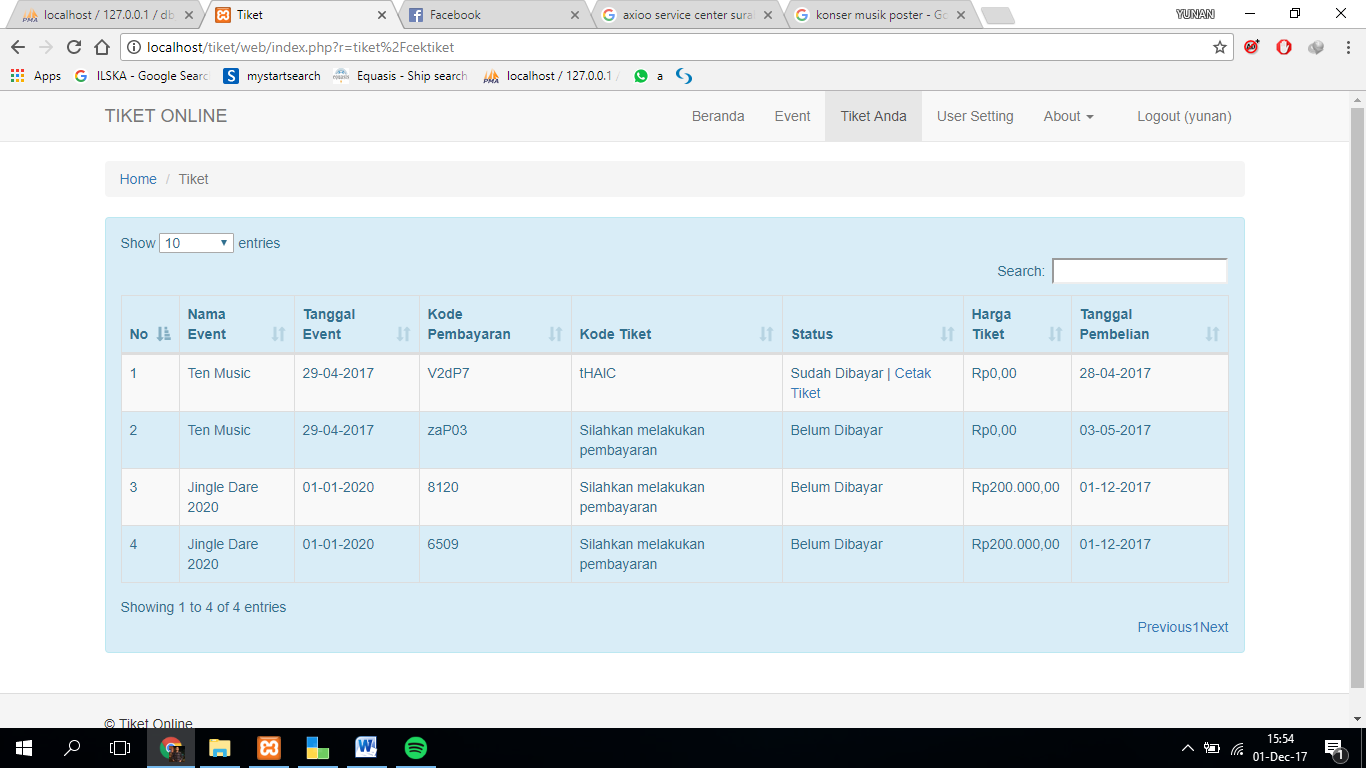 localhost / 127.0.0.1 / db
Tiket
Facebook
axioo service center sura
konser musik poster - Go
YUNAN
localhost/tiket/web/index.php?r=tiket%2Fcektiket
Apps
ILSKA - Google Searc
mystartsearch
Equasis - Ship search
localhost / 127.0.0.1 /
a
TIKET ONLINE
Beranda
Event
Tiket Anda
User Setting
About
Logout (yunan)
Home / Tiket
Show 10 entries
Search:
No
Nama Event
Tanggal Event
Kode Pembayaran
Kode Tiket
Status
Harga Tiket
Tanggal Pembelian
1 Ten Music 29-04-2017 V2dP7 tHAIC Sudah Dibayar | Cetak Rp0,00 28-04-2017
Tiket
2 Ten Music 29-04-2017 zaP03 Silahkan melakukan Belum Dibayar Rp0,00 03-05-2017
pembayaran
3 Jingle Dare 01-01-2020 8120 Silahkan melakukan Belum Dibayar Rp200.000,00 01-12-2017
2020 pembayaran
4 Jingle Dare 01-01-2020 6509 Silahkan melakukan Belum Dibayar Rp200.000,00 01-12-2017
2020 pembayaran
Showing 1 to 4 of 4 entries
Previous1Next
© Tiket Online
15:54
01-Dec-17
1